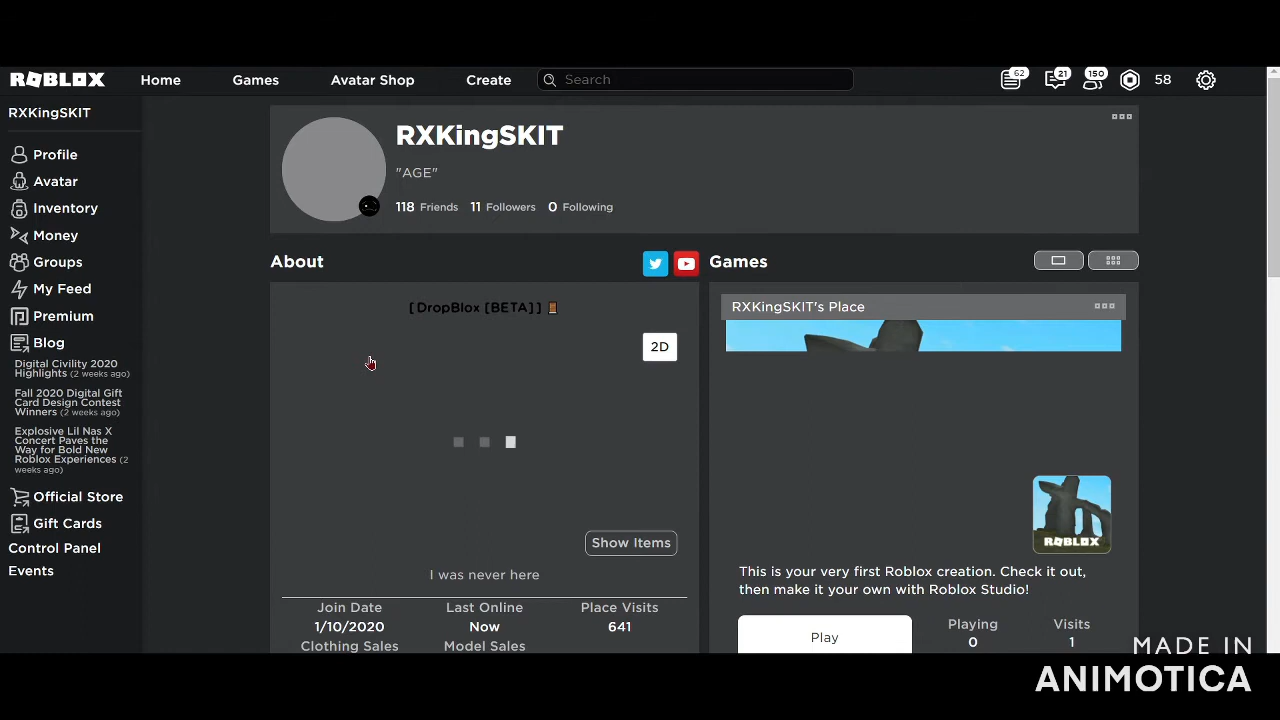 ROBLOX
Home
Games
Avatar Shop
Create
Search
62
21
150
58
RXKingSKIT
Profile
Avatar
Inventory
Money
Groups
My Feed
Premium
Blog
Digital Civility 2020
Highlights (2 weeks ago)
Fall 2020 Digital Gift
Card Design Contest
Winners (2 weeks ago)
Explosive Lil Nas X
Concert Paves the
Way for Bold New
Roblox Experiences (2
weeks ago)
Official Store
Gift Cards
Control Panel
Events
RXKingSKIT
"AGE"
118 Friends 11 Followers 0 Following
About
[DropBlox [BETA]]
2D
Show Items
I was never here
Join Date
1/10/2020
Last Online
Now
Place Visits
641
Clothing Sales
Model Sales
Games
RXKingSKIT's Place
ROBLOX
This is your very first Roblox creation. Check it out,
then make it your own with Roblox Studio!
Play
Playing
0
Visits
1
MADE IN
ANIMOTICA